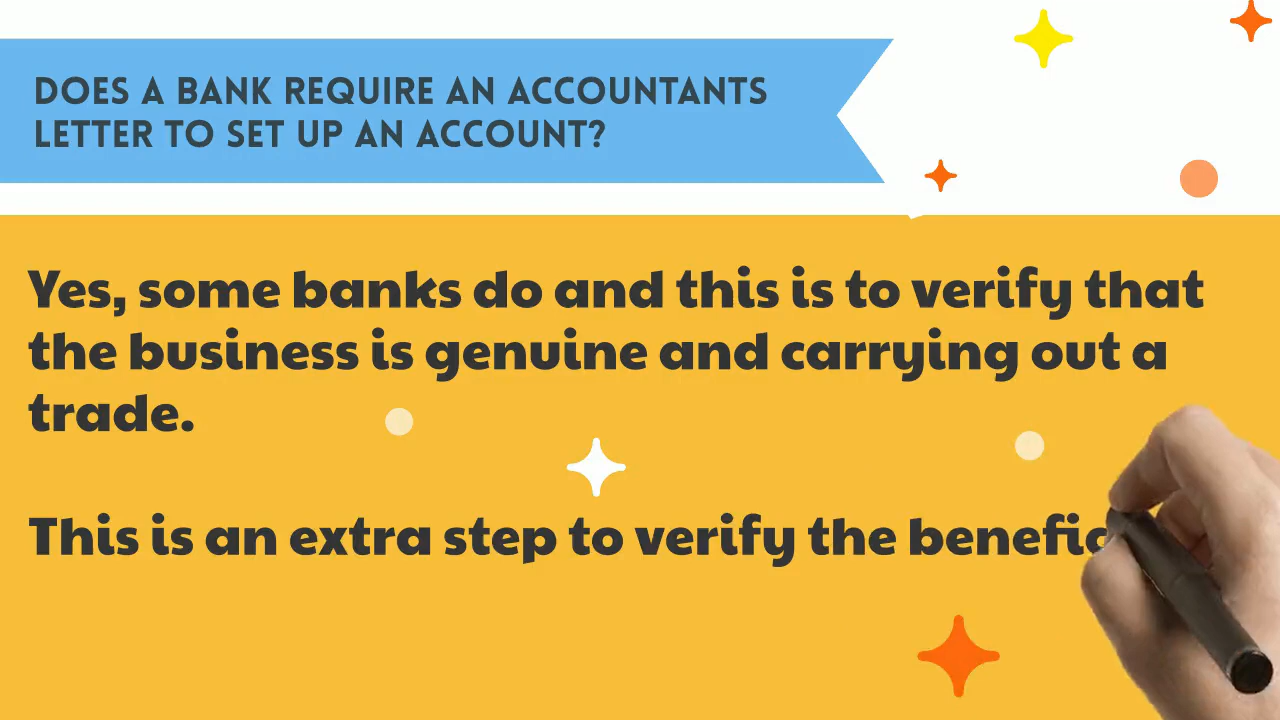 DOES A BANK REQUIRE AN ACCOUNTANTS
LETTER TO SET UP AN ACCOUNT?
Yes, some banks do and this is to verify that
the business is genuine and carrying out a
trade.
This is an extra step to verify the